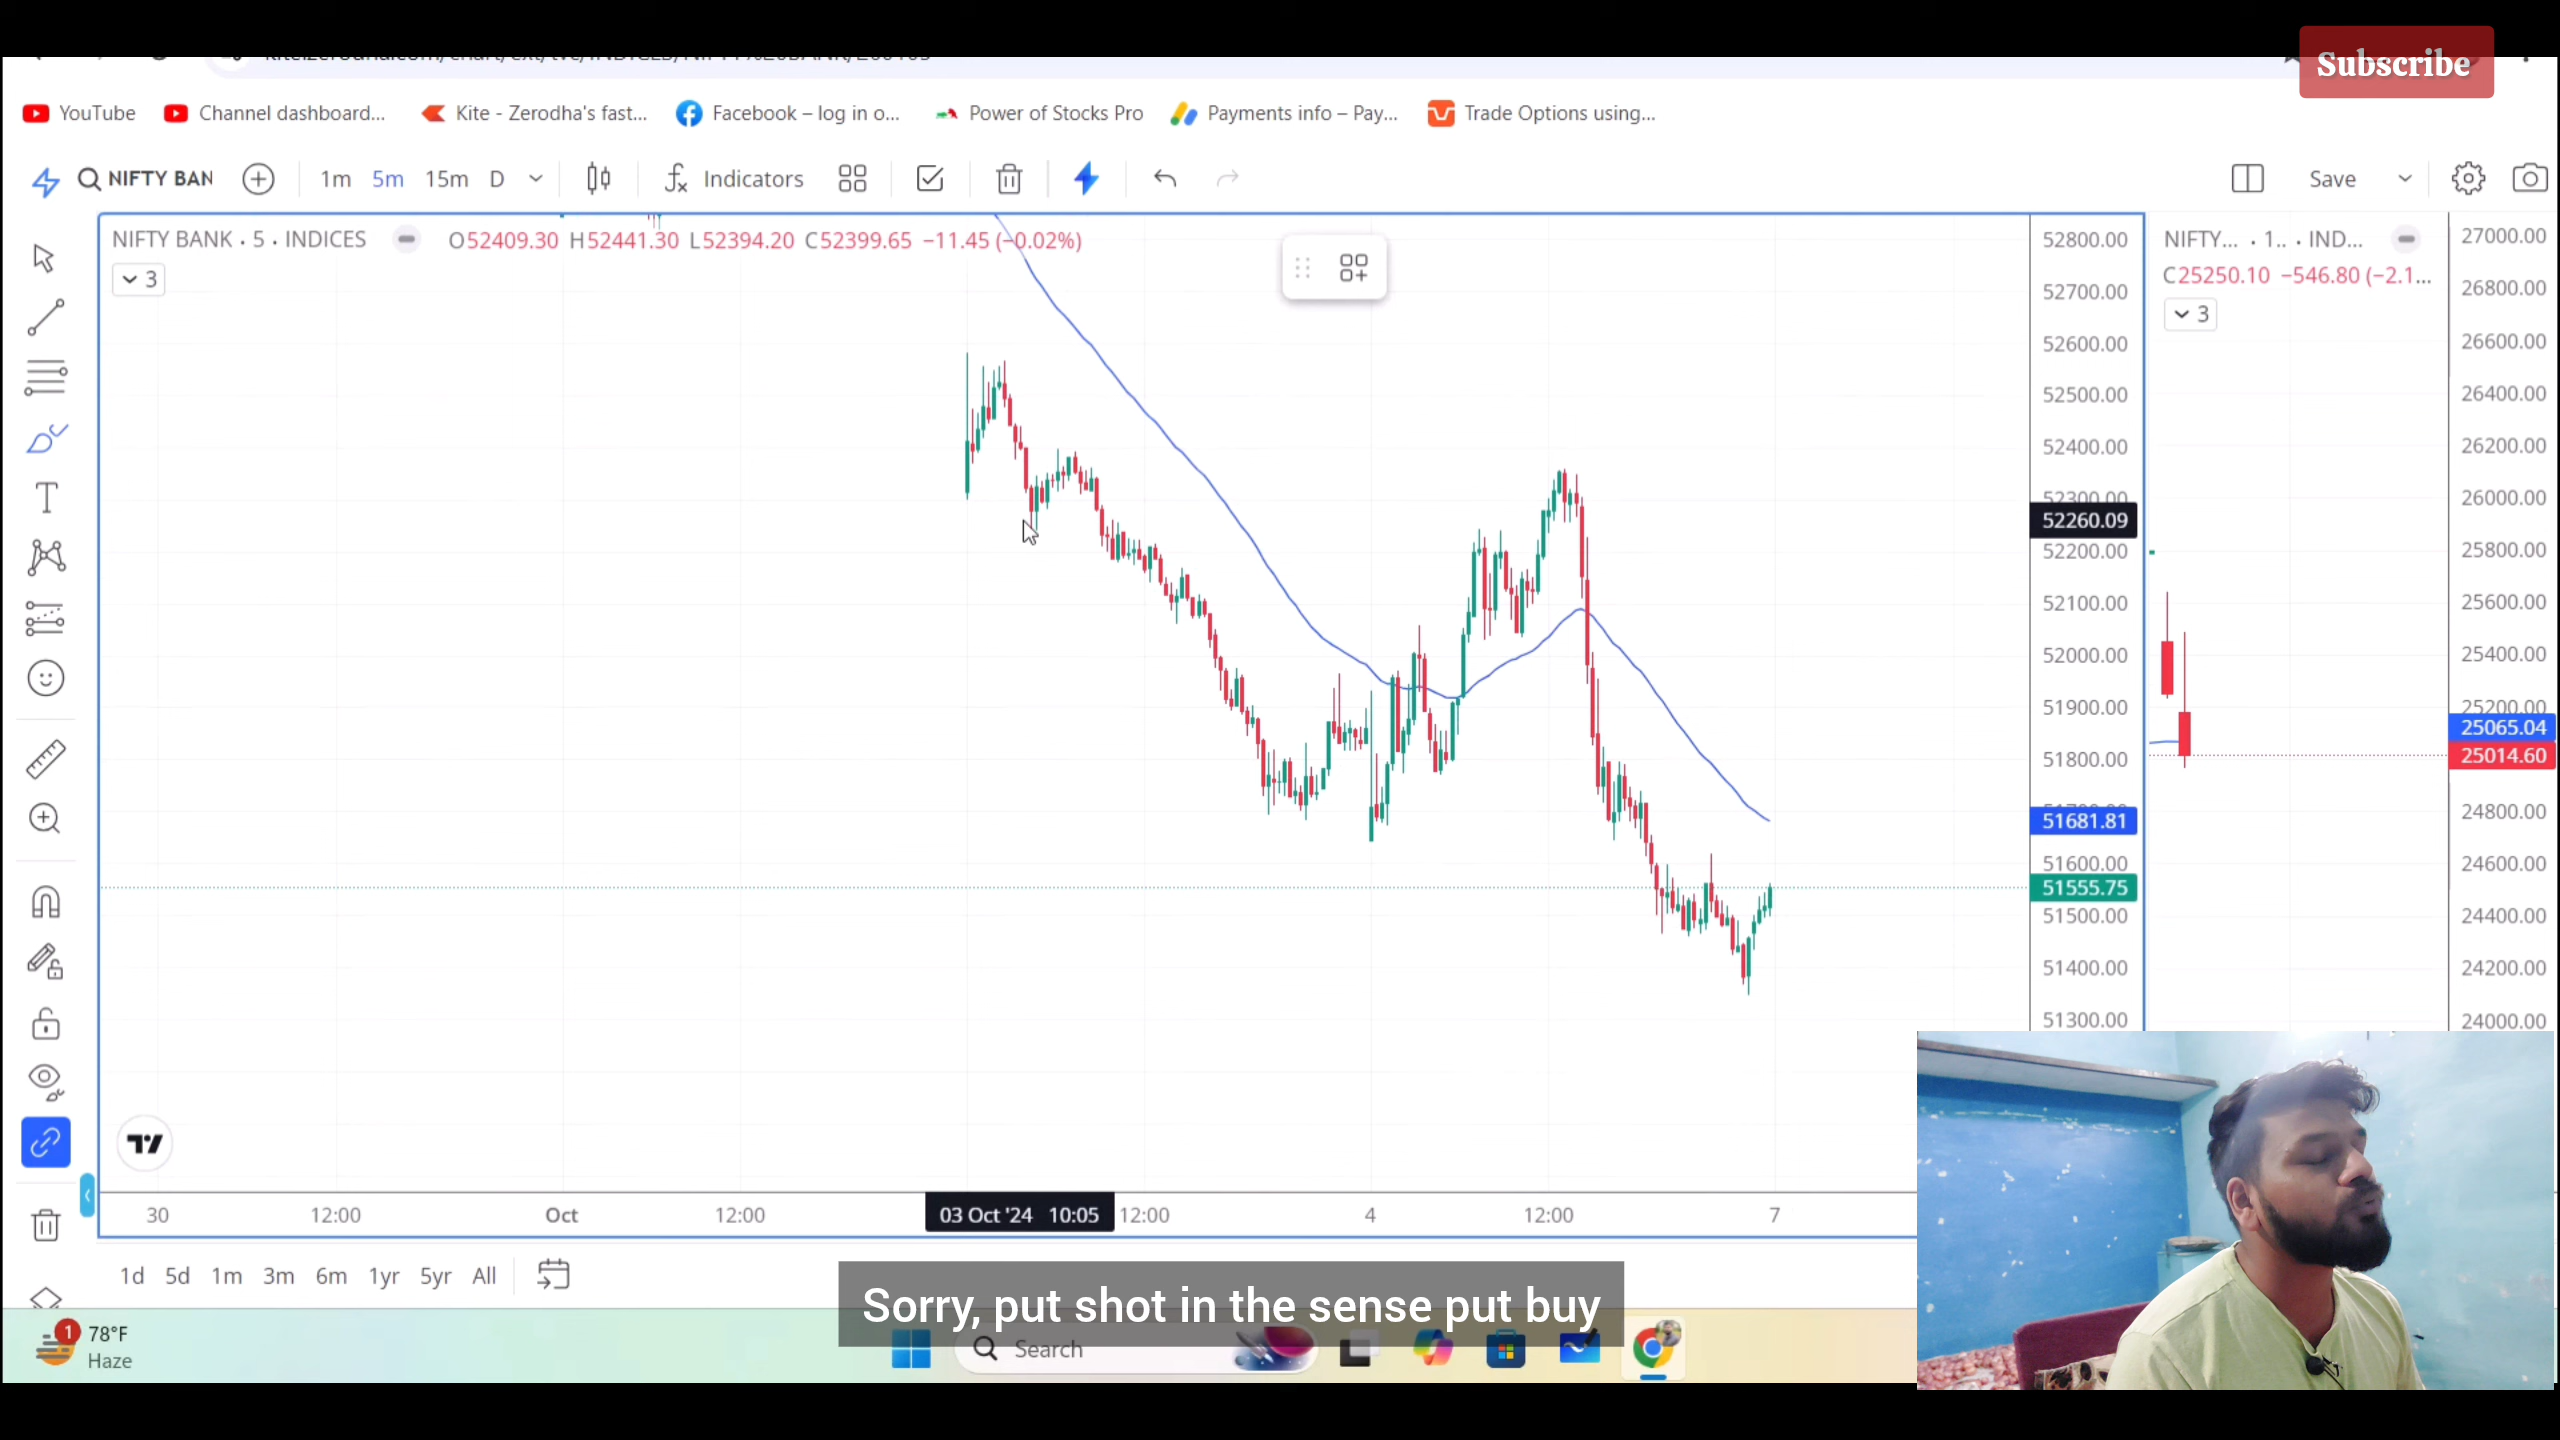 Subscribe
YouTube
Channel dashboard...
Kite - Zerodha's fast...
Facebook – log in o...
Power of Stocks Pro
Payments info – Pay...
Trade Options using...
NIFTY BAN
1m 5m 15m D
Indicators
Save
NIFTY BANK · 5 · INDICES
O52409.30 H52441.30 L52394.20 C52399.65 −11.45 (−0.02%)
3
NIFTY... · 1.. · IND...
C25250.10 −546.80 (−2.1...
3
52800.00
52700.00
52600.00
52500.00
52400.00
52300.00
52260.09
52200.00
52100.00
52000.00
51900.00
51800.00
51681.81
51600.00
51555.75
51500.00
51400.00
51300.00
27000.00
26800.00
26600.00
26400.00
26200.00
26000.00
25800.00
25600.00
25400.00
25200.00
25065.04
25014.60
24800.00
24600.00
24400.00
24200.00
24000.00
30 12:00 Oct 12:00 03 Oct '24 10:05 12:00 4 12:00 7
1d 5d 1m 3m 6m 1yr 5yr All
Sorry, put shot in the sense put buy
1
78°F
Haze
Search